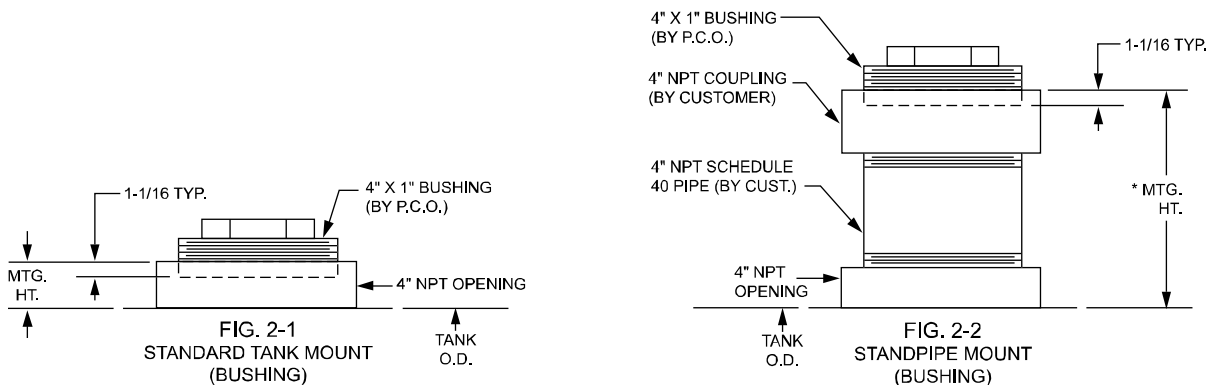 1-1/16 TYP.
4" X 1" BUSHING
(BY P.C.O.)
MTG.
HT.
4" NPT OPENING
TANK
O.D.
FIG. 2-1
STANDARD TANK MOUNT
(BUSHING)
4" X 1" BUSHING
(BY P.C.O.)
1-1/16 TYP.
4" NPT COUPLING
(BY CUSTOMER)
4" NPT SCHEDULE
40 PIPE (BY CUST.)
* MTG.
HT.
4" NPT
OPENING
TANK
O.D.
FIG. 2-2
STANDPIPE MOUNT
(BUSHING)